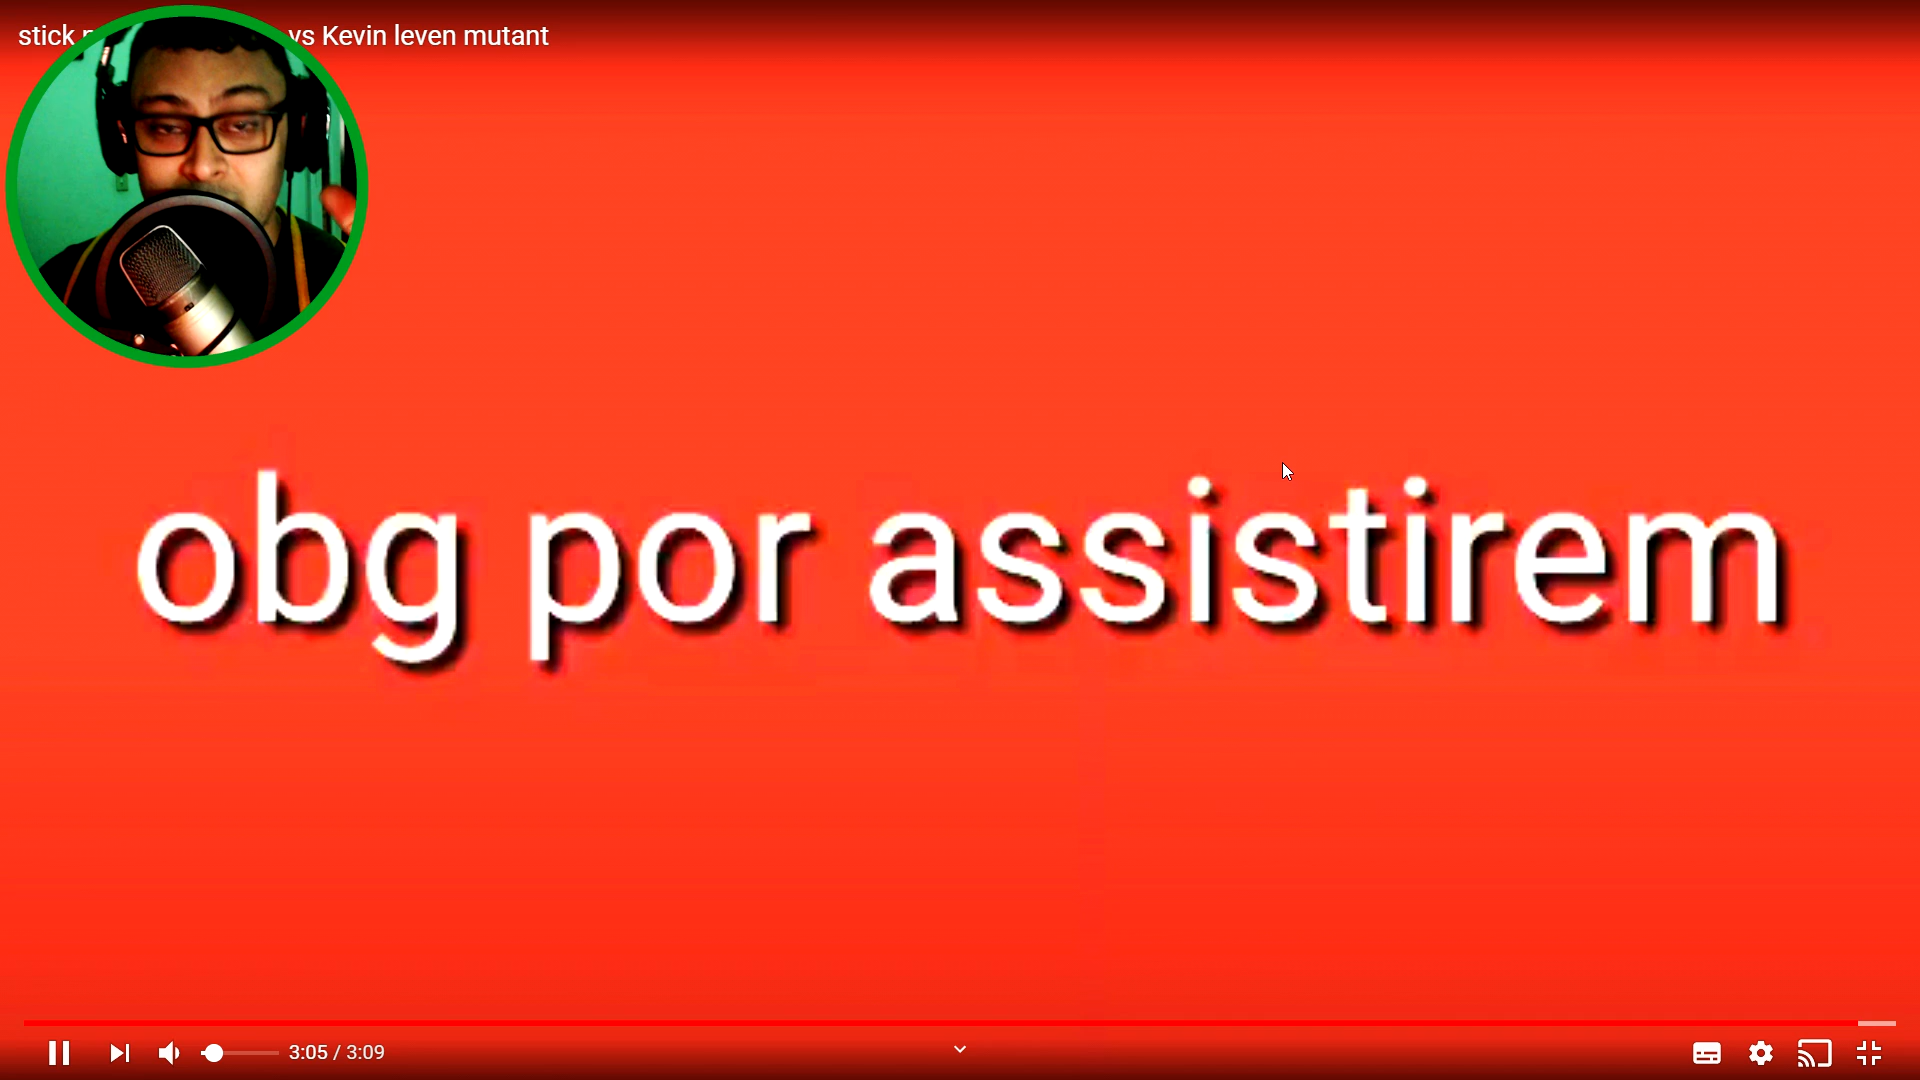 stick vs Kevin leven mutant
obg por assistirem
3:05 / 3:09